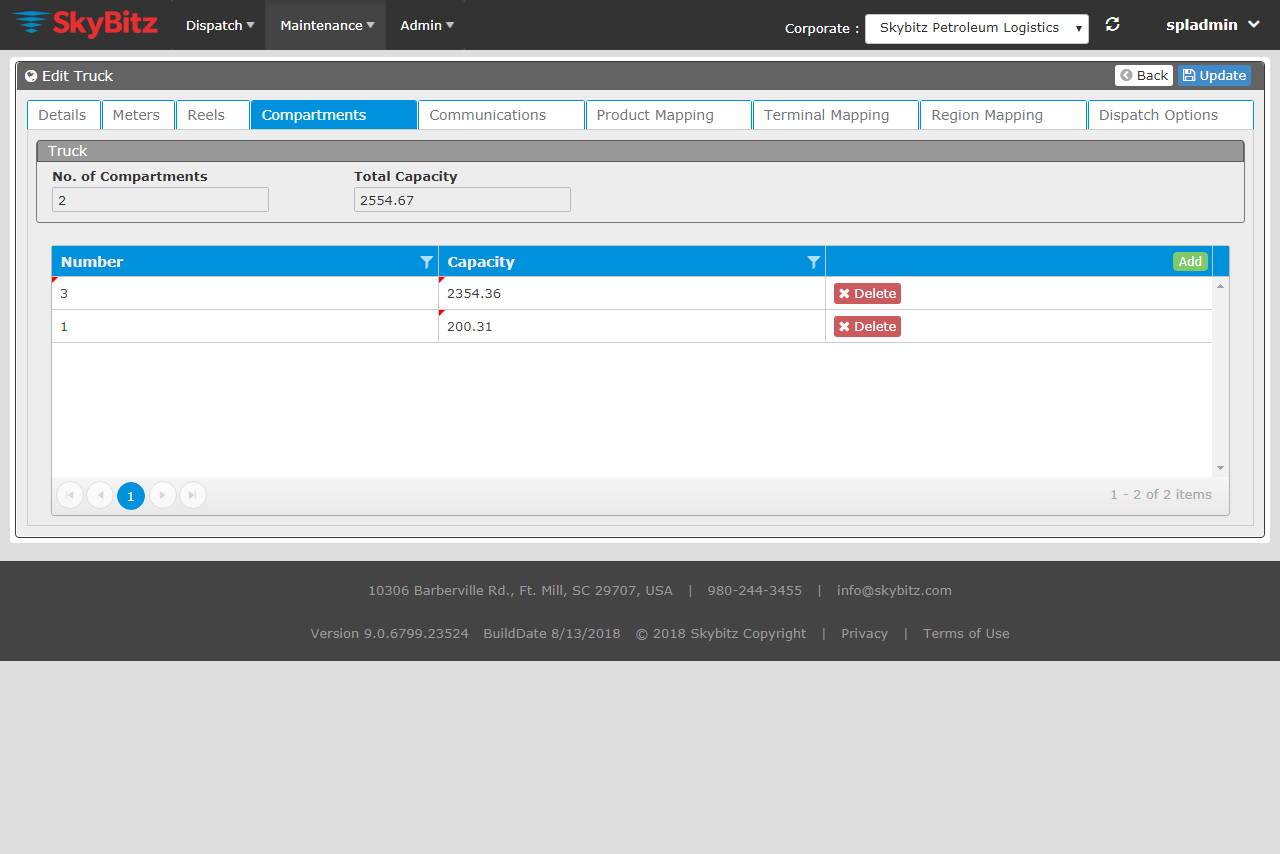 SkyBitz Dispatch Maintenance Admin Corporate : Skybitz Petroleum Logistics spladmin
Edit Truck Back Update
Details Meters Reels Compartments Communications Product Mapping Terminal Mapping Region Mapping Dispatch Options
Truck
No. of Compartments Total Capacity
2 2554.67
Number Capacity Add
3 2354.36 Delete
1 200.31 Delete
1 1 - 2 of 2 items
10306 Barberville Rd., Ft. Mill, SC 29707, USA | 980-244-3455 | info@skybitz.com
Version 9.0.6799.23524 BuildDate 8/13/2018 © 2018 Skybitz Copyright | Privacy | Terms of Use